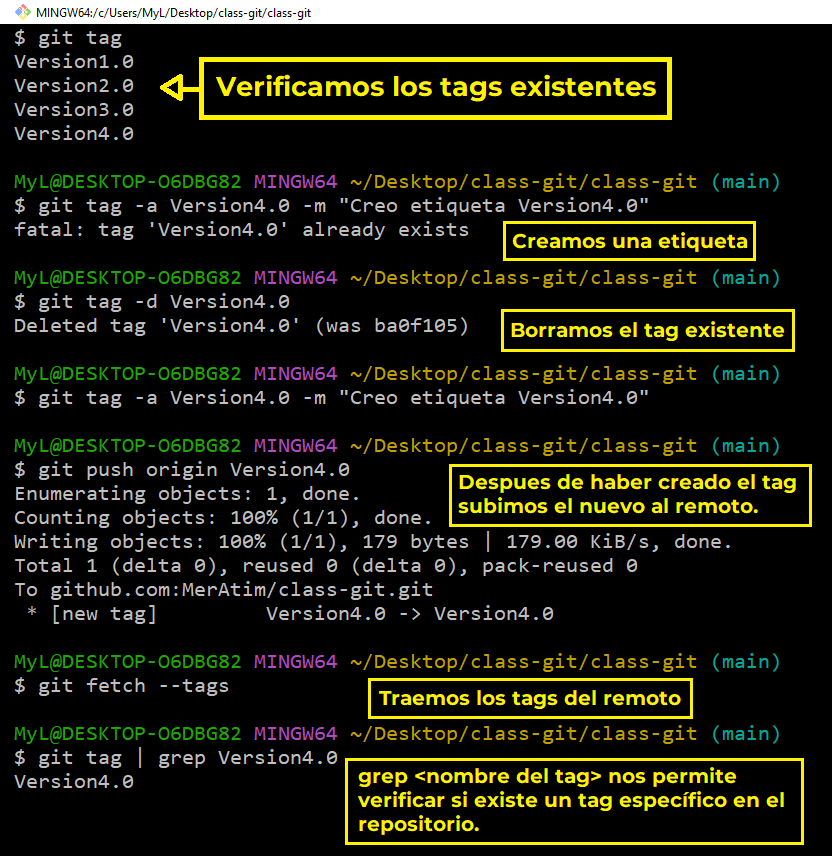 MINGW64:/c/Users/MyL/Desktop/class-git/class-git
$ git tag
Version1.0
Version2.0
Version3.0
Version4.0
Verificamos los tags existentes
MyL@DESKTOP-O6DBG82 MINGW64 ~/Desktop/class-git/class-git (main)
$ git tag -a Version4.0 -m "Creo etiqueta Version4.0"
fatal: tag 'Version4.0' already exists
Creamos una etiqueta
MyL@DESKTOP-O6DBG82 MINGW64 ~/Desktop/class-git/class-git (main)
$ git tag -d Version4.0
Deleted tag 'Version4.0' (was ba0f105)
Borramos el tag existente
MyL@DESKTOP-O6DBG82 MINGW64 ~/Desktop/class-git/class-git (main)
$ git tag -a Version4.0 -m "Creo etiqueta Version4.0"
MyL@DESKTOP-O6DBG82 MINGW64 ~/Desktop/class-git/class-git (main)
$ git push origin Version4.0
Enumerating objects: 1, done.
Counting objects: 100% (1/1), done.
Despues de haber creado el tag
subimos el nuevo al remoto.
Writing objects: 100% (1/1), 179 bytes | 179.00 KiB/s, done.
Total 1 (delta 0), reused 0 (delta 0), pack-reused 0
To github.com:MerAtim/class-git.git
 * [new tag]         Version4.0 -> Version4.0
MyL@DESKTOP-O6DBG82 MINGW64 ~/Desktop/class-git/class-git (main)
$ git fetch --tags
Traemos los tags del remoto
MyL@DESKTOP-O6DBG82 MINGW64 ~/Desktop/class-git/class-git (main)
$ git tag | grep Version4.0
Version4.0
grep <nombre del tag> nos permite
verificar si existe un tag específico en el
repositorio.